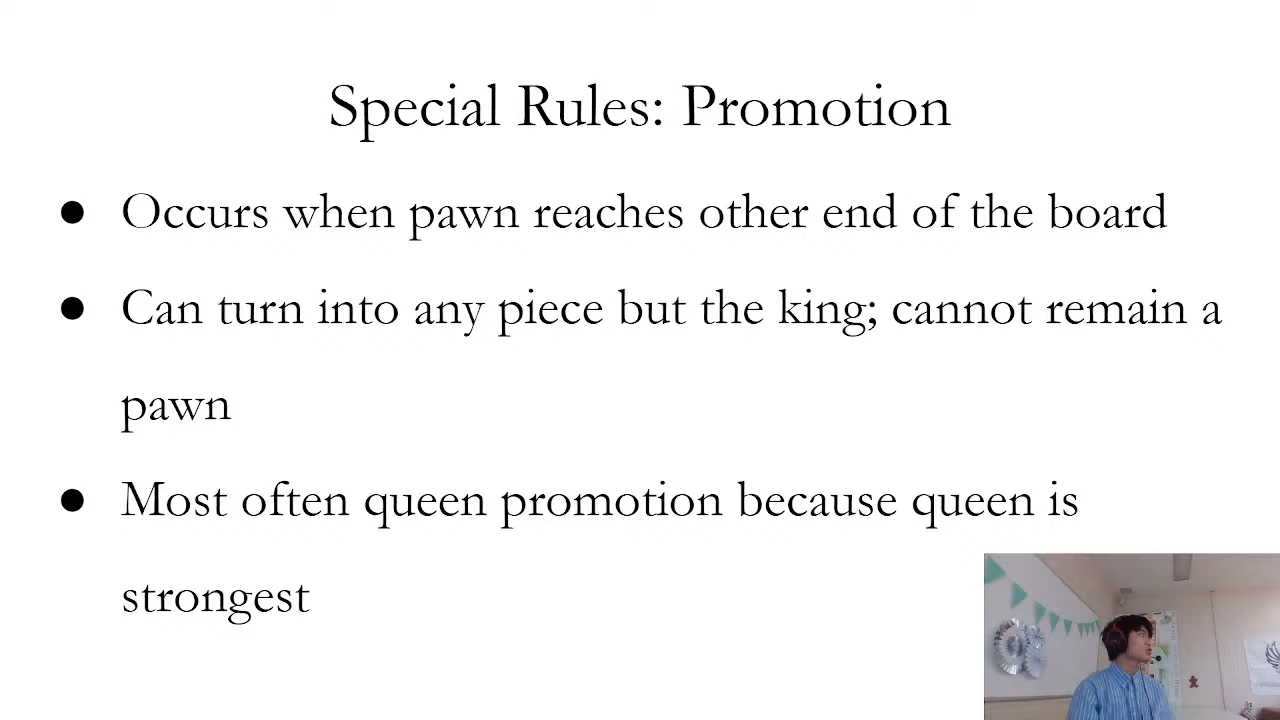 Special Rules: Promotion
● Occurs when pawn reaches other end of the board
● Can turn into any piece but the king; cannot remain a
pawn
● Most often queen promotion because queen is
strongest